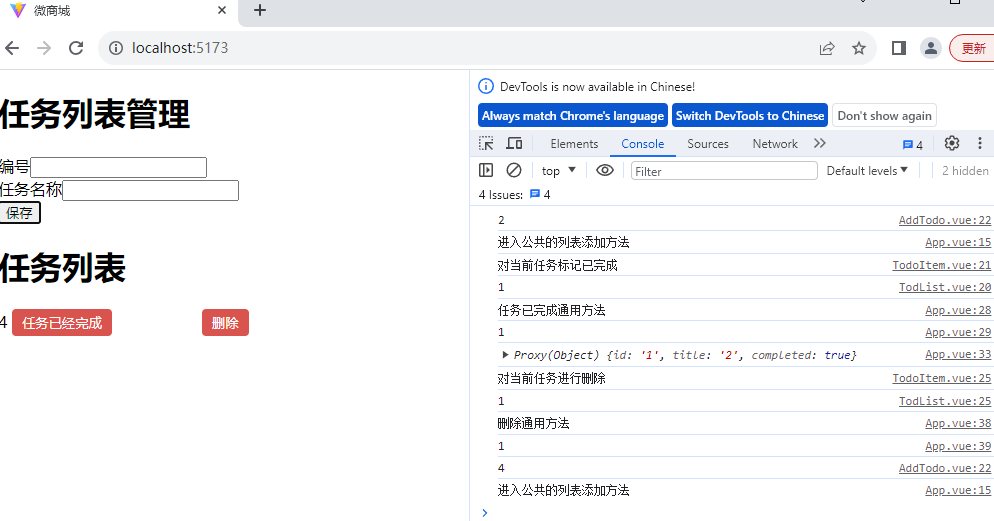 微商城
localhost:5173
更新
任务列表管理
编号
任务名称
保存
任务列表
4 任务已经完成 删除
DevTools is now available in Chinese!
Always match Chrome's language Switch DevTools to Chinese Don't show again
Elements Console Sources Network 4
top Filter Default levels 2 hidden
4 Issues: 4
2 AddTodo.vue:22
进入公共的列表添加方法 App.vue:15
对当前任务标记已完成 TodoItem.vue:21
1 TodList.vue:20
任务已完成通用方法 App.vue:28
1 App.vue:29
Proxy(Object) {id: '1', title: '2', completed: true} App.vue:33
对当前任务进行删除 TodoItem.vue:25
1 TodList.vue:25
删除通用方法 App.vue:38
1 App.vue:39
4 AddTodo.vue:22
进入公共的列表添加方法 App.vue:15